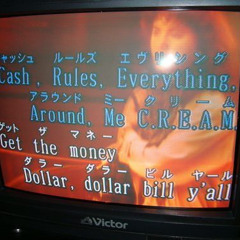 キャッシュ ルールズ エヴリシング
Cash, Rules, Everything,
アラウンド ミー クリーム
Around, Me C.R.E.A.M.
ゲット ザ マネー
Get the money
ダラー ダラー ビル ヤール
Dollar, dollar bill y'all
Victor